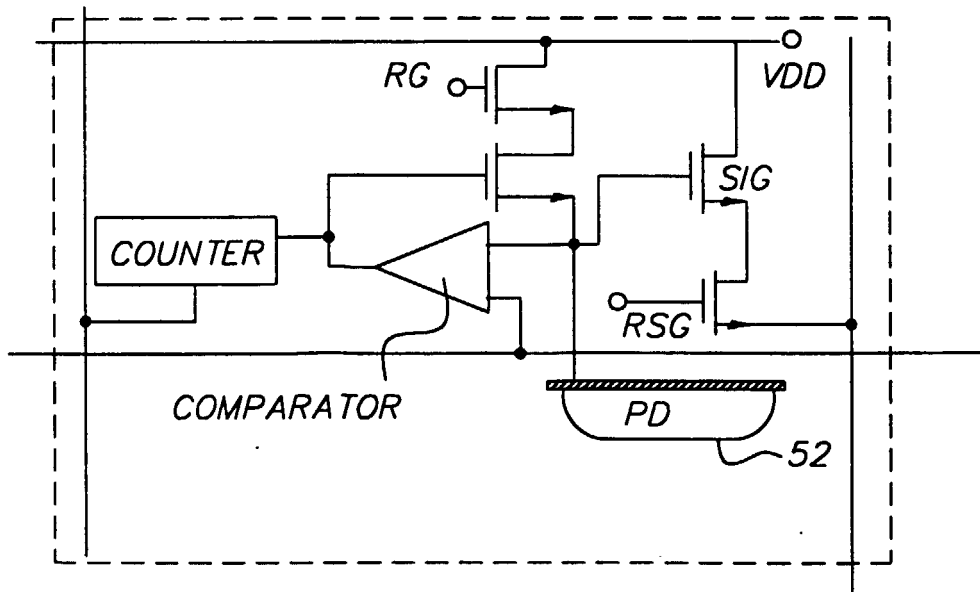 RG
VDD
SIG
COUNTER
RSG
COMPARATOR
PD
52